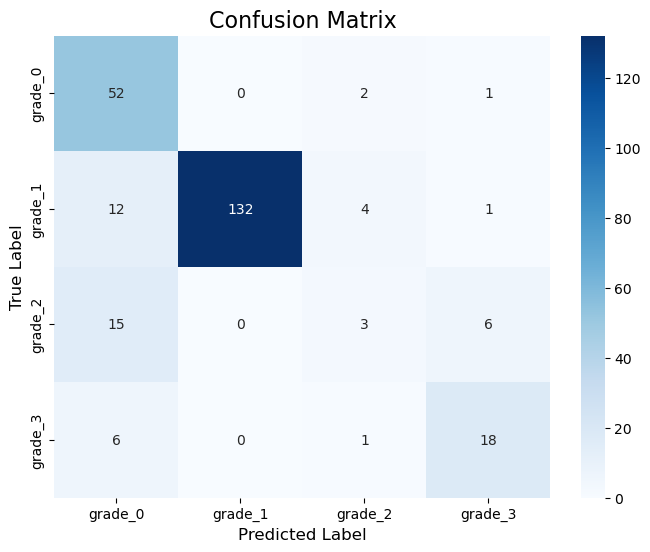 Confusion Matrix
True Label
grade_0
52 0 2 1
grade_1
12 132 4 1
grade_2
15 0 3 6
grade_3
6 0 1 18
grade_0 grade_1 grade_2 grade_3
Predicted Label
120
100
80
60
40
20
0